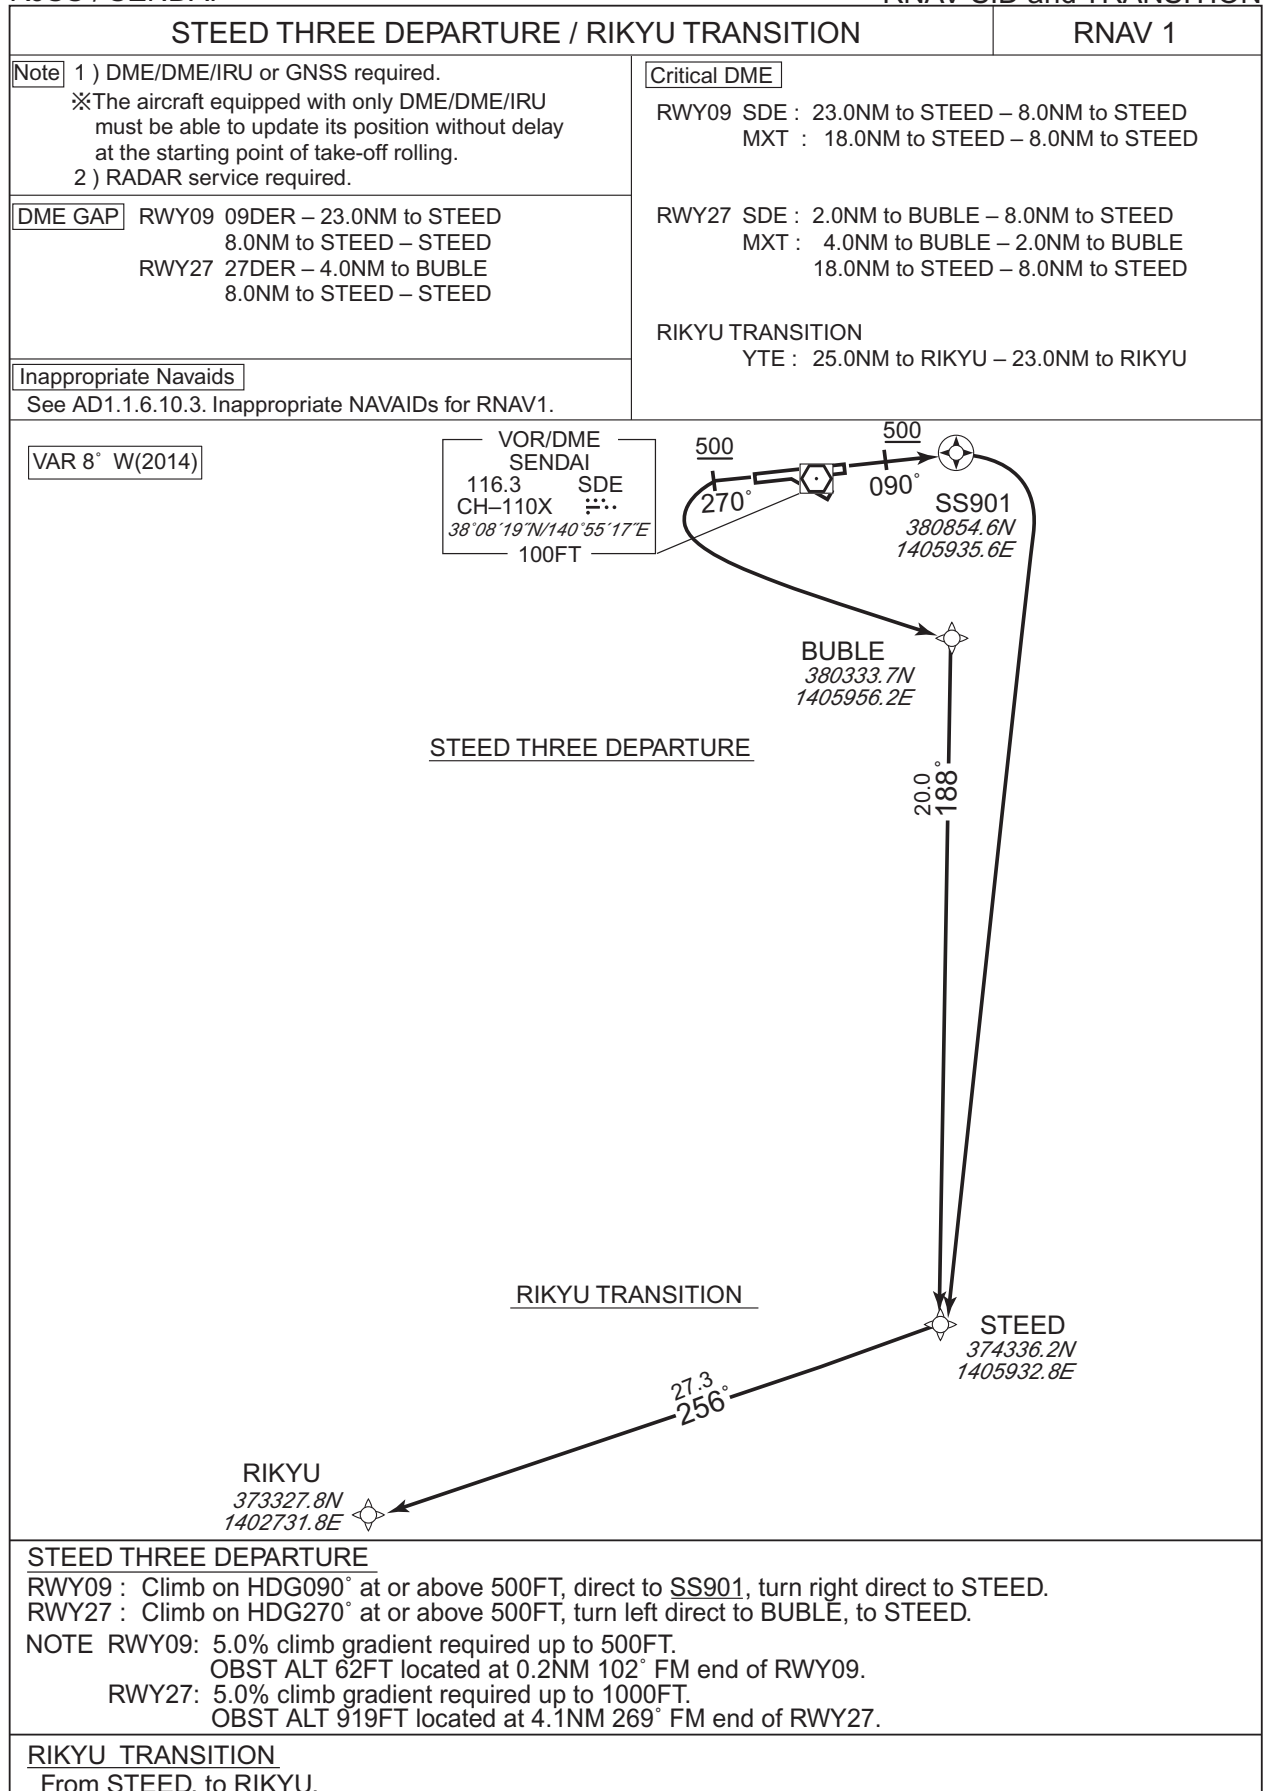 STEED THREE DEPARTURE / RIKYU TRANSITION
RNAV 1
Note 1 ) DME/DME/IRU or GNSS required.
※The aircraft equipped with only DME/DME/IRU
must be able to update its position without delay
at the starting point of take-off rolling.
2 ) RADAR service required.
DME GAP RWY09 09DER – 23.0NM to STEED
8.0NM to STEED – STEED
RWY27 27DER – 4.0NM to BUBLE
8.0NM to STEED – STEED
Inappropriate Navaids
See AD1.1.6.10.3. Inappropriate NAVAIDs for RNAV1.
Critical DME
RWY09 SDE : 23.0NM to STEED – 8.0NM to STEED
MXT : 18.0NM to STEED – 8.0NM to STEED
RWY27 SDE : 2.0NM to BUBLE – 8.0NM to STEED
MXT : 4.0NM to BUBLE – 2.0NM to BUBLE
18.0NM to STEED – 8.0NM to STEED
RIKYU TRANSITION
YTE : 25.0NM to RIKYU – 23.0NM to RIKYU
VAR 8° W(2014)
VOR/DME
SENDAI
116.3 SDE
CH–110X
38°08´19˝N/140°55´17˝E
100FT
500
270°
500
090°
SS901
380854.6N
1405935.6E
BUBLE
380333.7N
1405956.2E
STEED THREE DEPARTURE
20.0
188°
RIKYU TRANSITION
STEED
374336.2N
1405932.8E
27.3
256°
RIKYU
373327.8N
1402731.8E
STEED THREE DEPARTURE
RWY09 : Climb on HDG090° at or above 500FT, direct to SS901, turn right direct to STEED.
RWY27 : Climb on HDG270° at or above 500FT, turn left direct to BUBLE, to STEED.
NOTE RWY09: 5.0% climb gradient required up to 500FT.
OBST ALT 62FT located at 0.2NM 102° FM end of RWY09.
RWY27: 5.0% climb gradient required up to 1000FT.
OBST ALT 919FT located at 4.1NM 269° FM end of RWY27.
RIKYU TRANSITION
From STEED, to RIKYU.